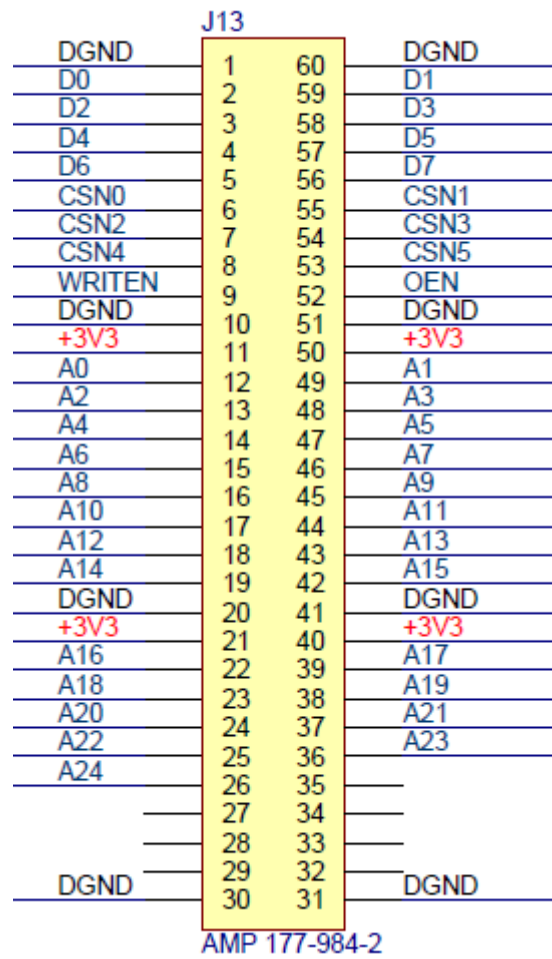 J13
DGND 1 60 DGND
D0 2 59 D1
D2 3 58 D3
D4 4 57 D5
D6 5 56 D7
CSN0 6 55 CSN1
CSN2 7 54 CSN3
CSN4 8 53 CSN5
WRITEN 9 52 OEN
DGND 10 51 DGND
+3V3 11 50 +3V3
A0 12 49 A1
A2 13 48 A3
A4 14 47 A5
A6 15 46 A7
A8 16 45 A9
A10 17 44 A11
A12 18 43 A13
A14 19 42 A15
DGND 20 41 DGND
+3V3 21 40 +3V3
A16 22 39 A17
A18 23 38 A19
A20 24 37 A21
A22 25 36 A23
A24 26 35
27 34
28 33
29 32
DGND 30 31 DGND
AMP 177-984-2